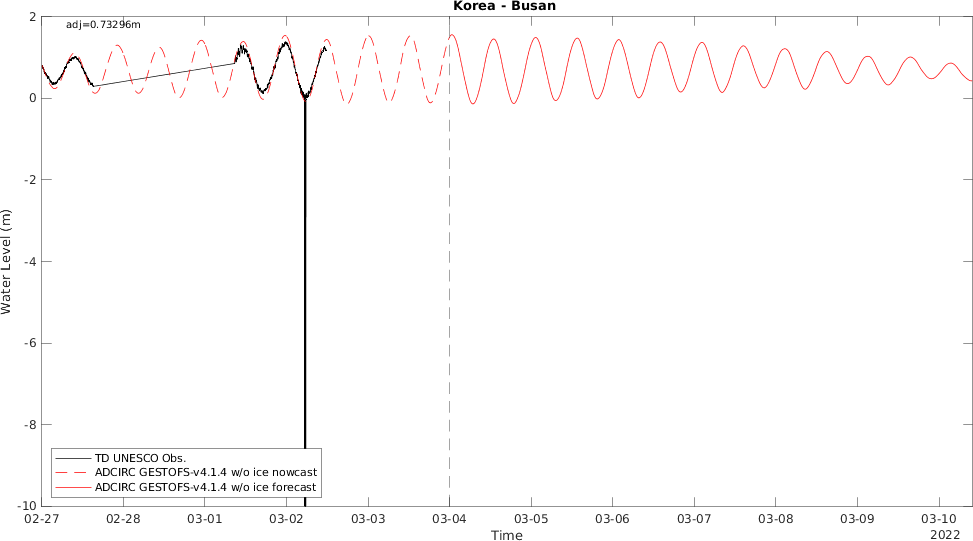 Korea - Busan
adj=0.73296m
2
0
-2
-4
-6
-8
-10
Water Level (m)
TD UNESCO Obs.
ADCIRC GESTOFS-v4.1.4 w/o ice nowcast
ADCIRC GESTOFS-v4.1.4 w/o ice forecast
02-27 02-28 03-01 03-02 03-03 03-04 03-05 03-06 03-07 03-08 03-09 03-10
Time
2022